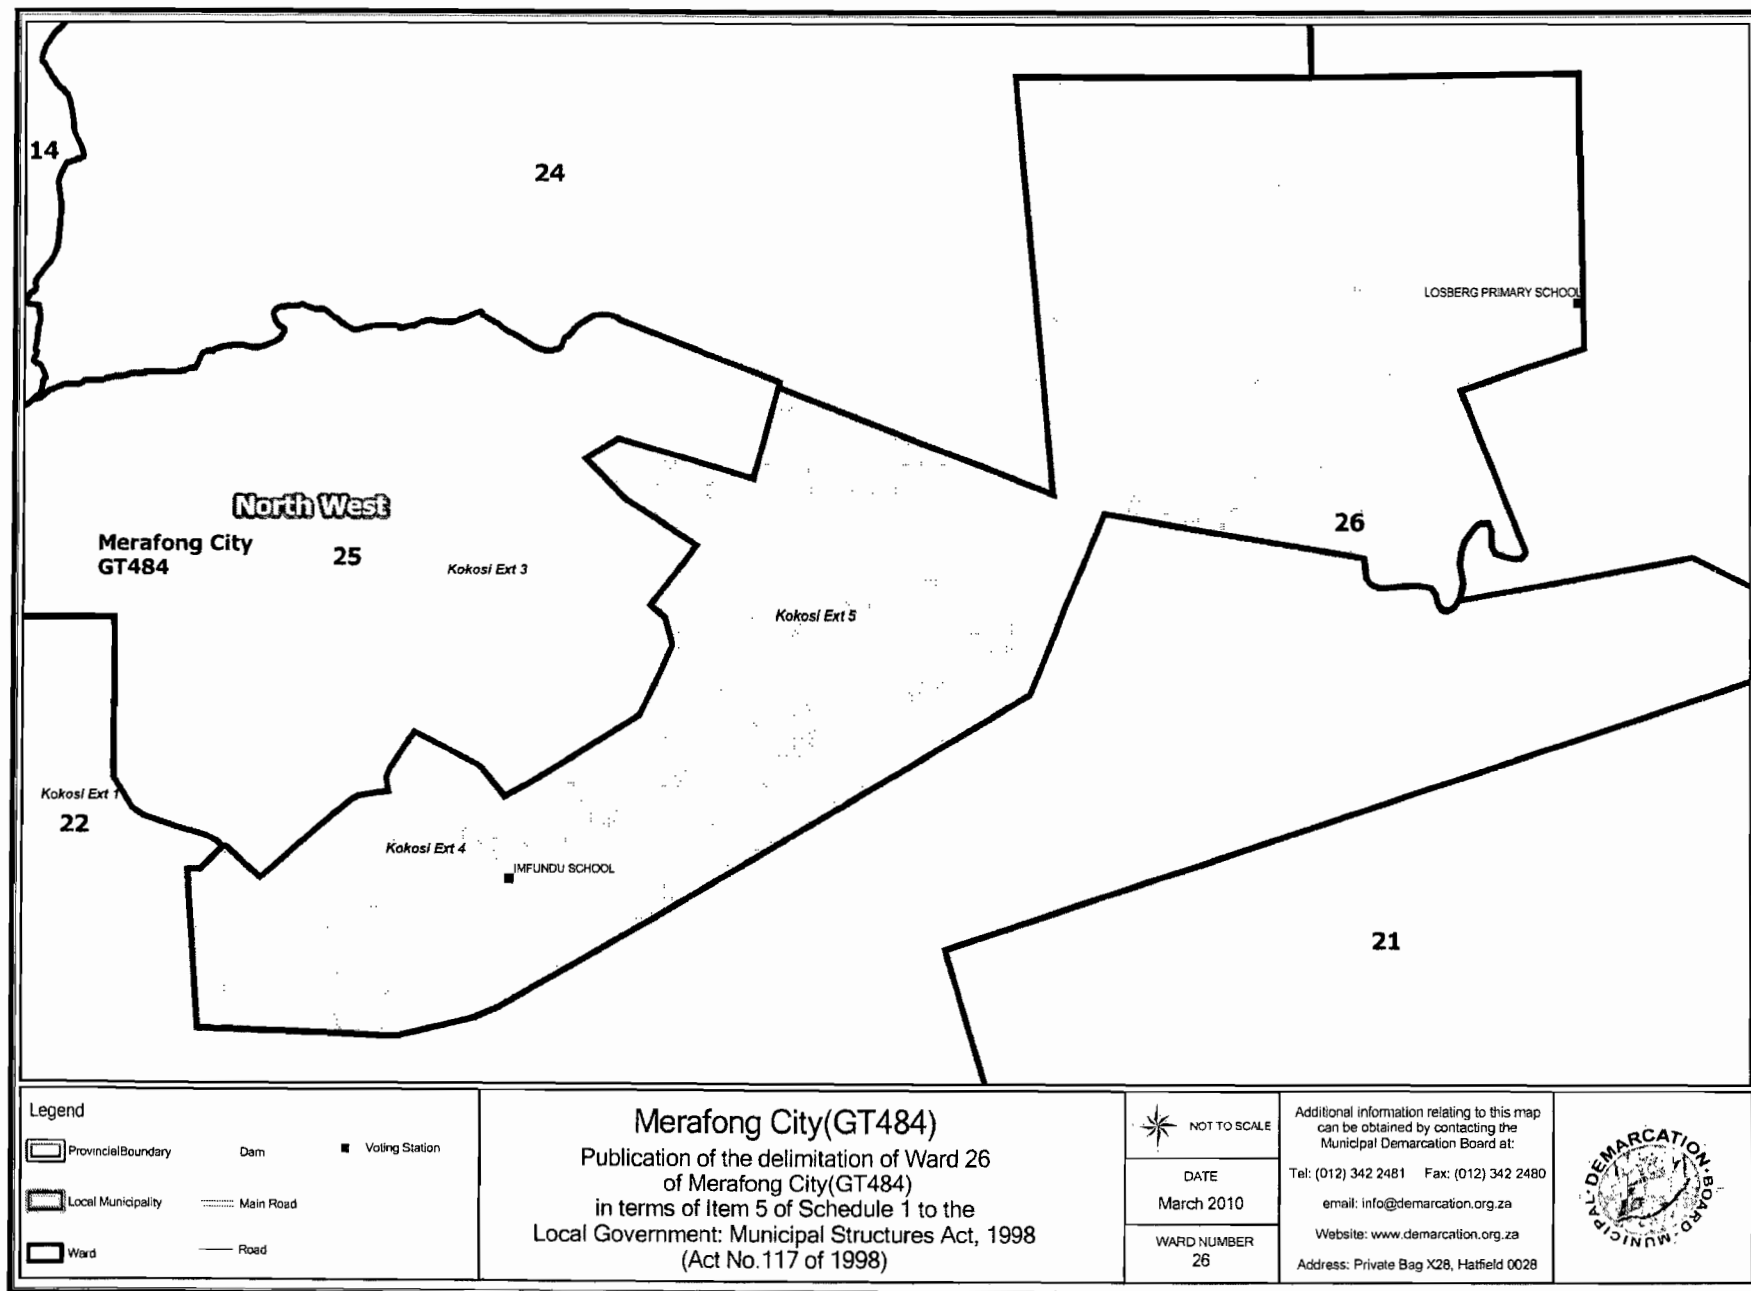 14
24
LOSBERG PRIMARY SCHOOL
North West
26
Merafong City
GT484
25
Kokosi Ext 3
Kokosi Ext 5
Kokosi Ext 1
22
Kokosi Ext 4
IMFUNDU SCHOOL
21
Legend
ProvincialBoundary
Dam
Voting Station
Local Municipality
Main Road
Ward
Road
Merafong City(GT484)
Publication of the delimitation of Ward 26
of Merafong City(GT484)
in terms of Item 5 of Schedule 1 to the
Local Government: Municipal Structures Act, 1998
(Act No.117 of 1998)
NOT TO SCALE
DATE
March 2010
WARD NUMBER
26
Additional information relating to this map
can be obtained by contacting the
Municipal Demarcation Board at:
Tel: (012) 342 2481 Fax: (012) 342 2480
email: info@demarcation.org.za
Website: www.demarcation.org.za
Address: Private Bag X28, Hatfield 0028
MUNICIPAL DEMARCATION BOARD